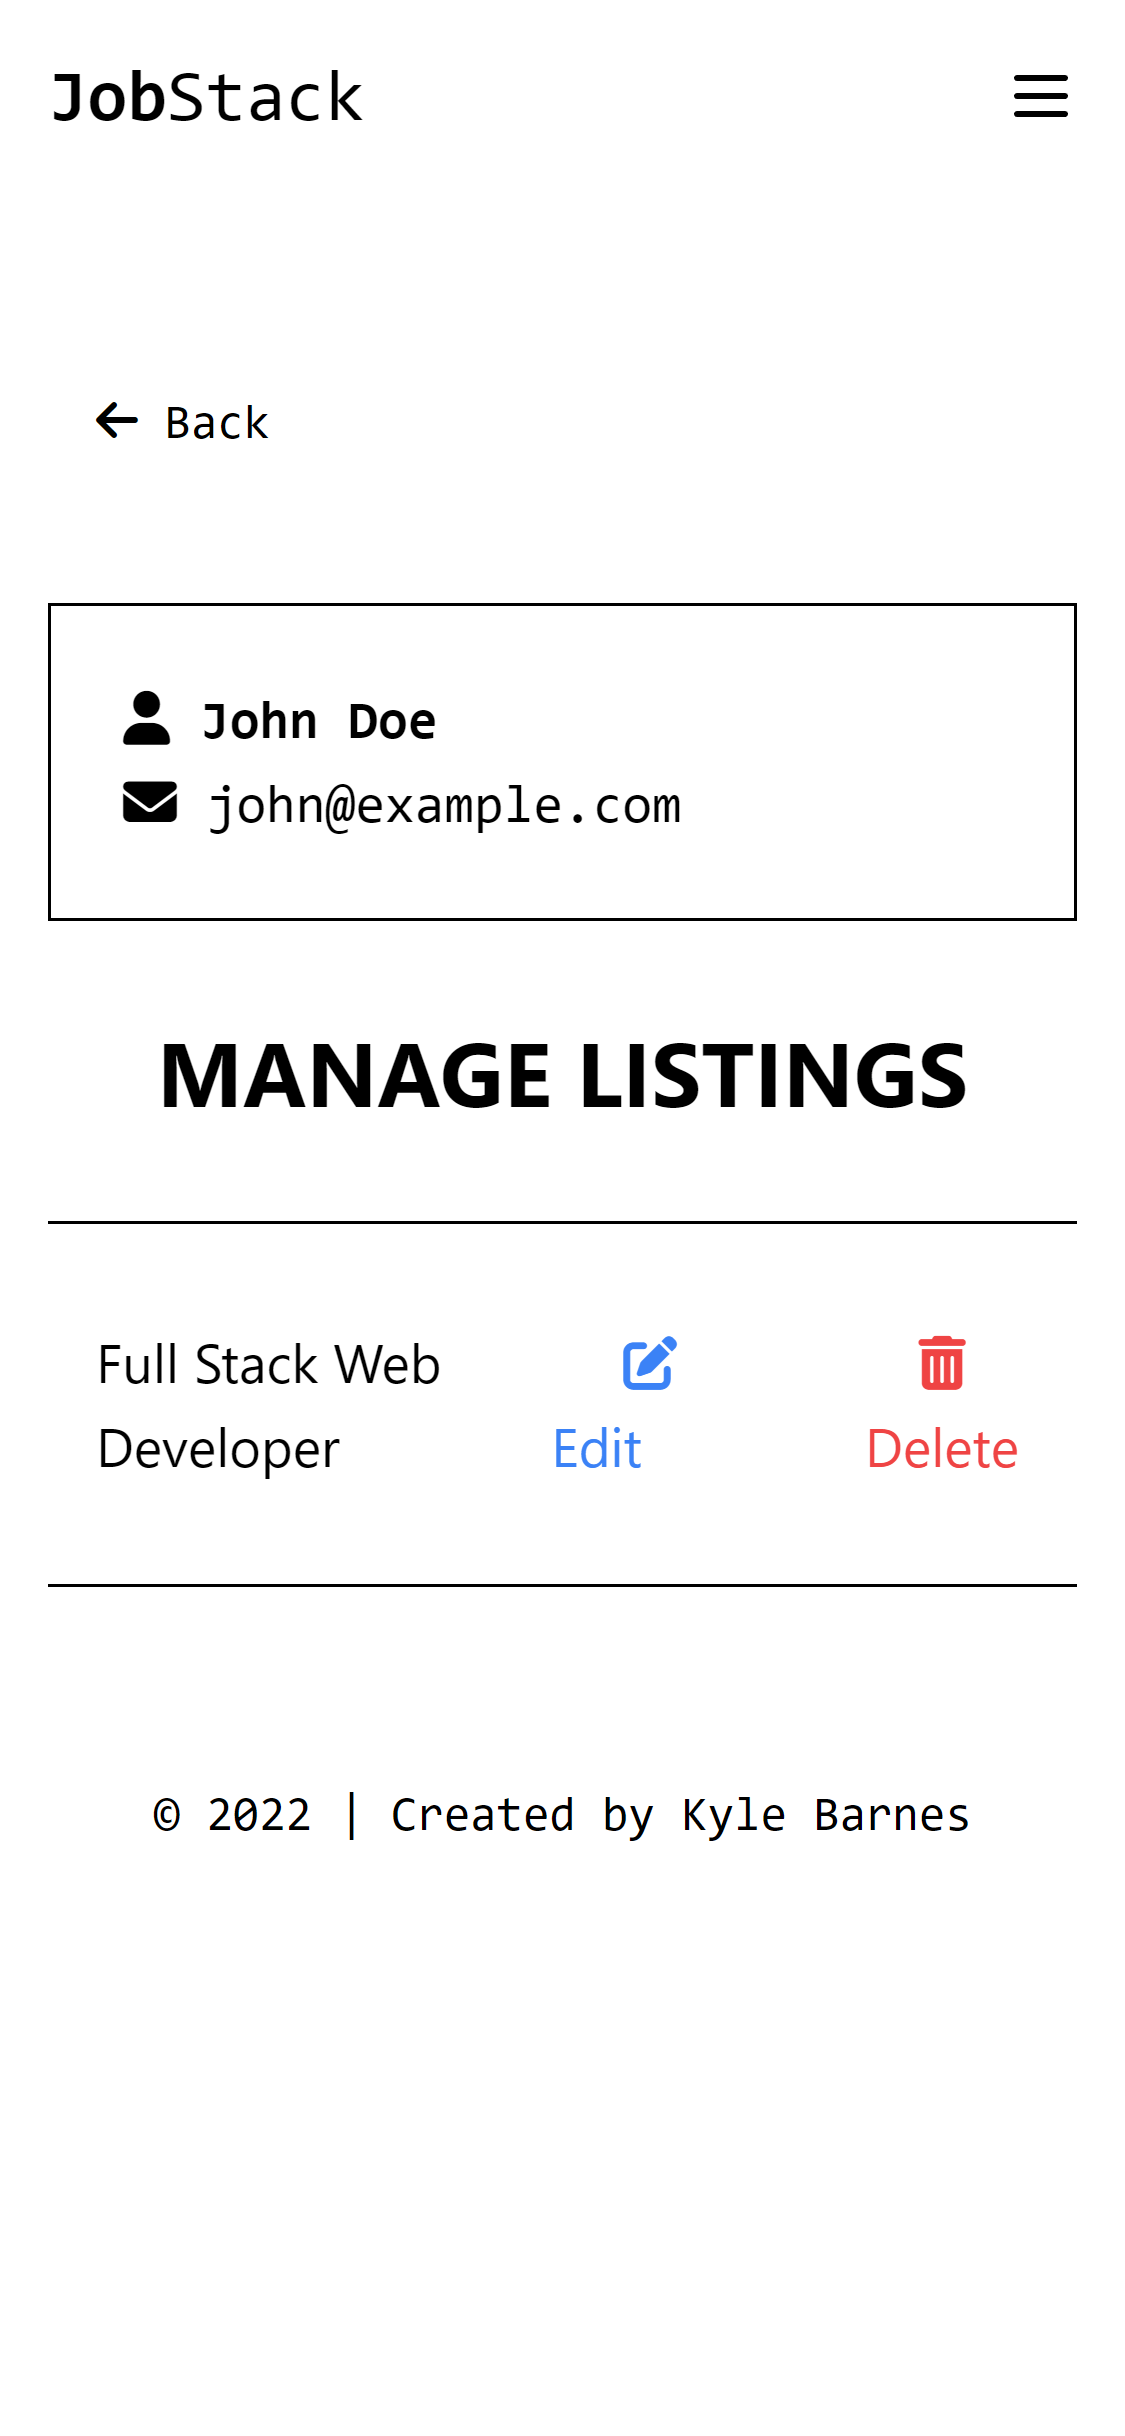 JobStack
Back
John Doe
john@example.com
MANAGE LISTINGS
Full Stack Web
Developer
Edit
Delete
© 2022 | Created by Kyle Barnes